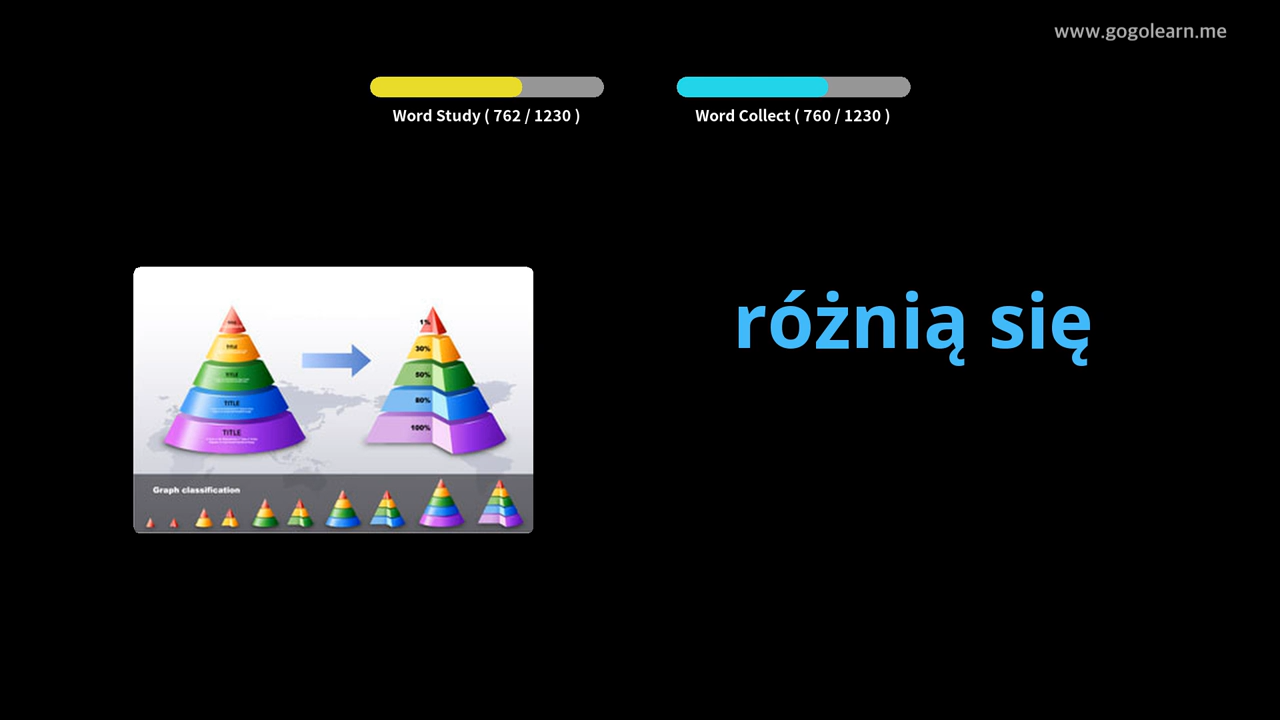 www.gogolearn.me
Word Study ( 762 / 1230 )
Word Collect ( 760 / 1230 )
różnią się
1%
30%
TITLE
50%
TITLE
80%
TITLE
100%
TITLE
Graph classification